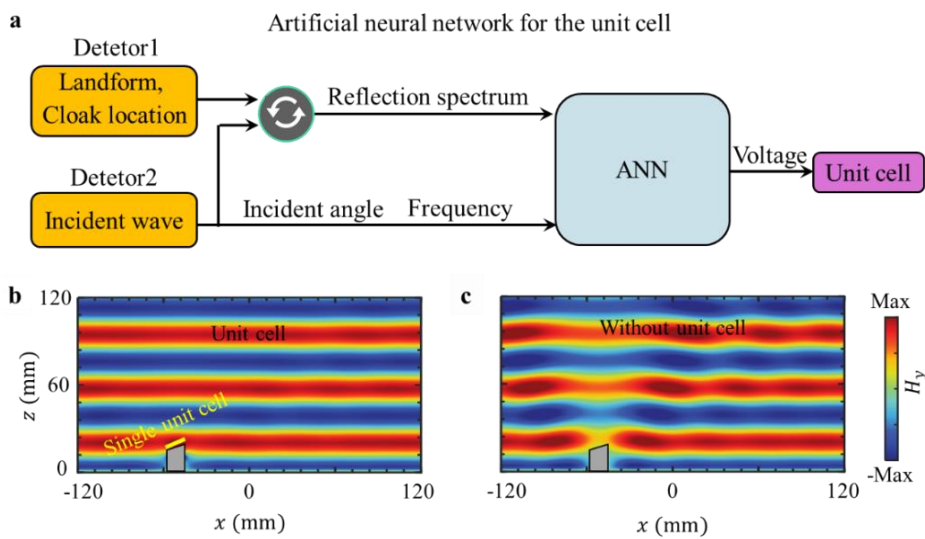 a
Artificial neural network for the unit cell
Detetor1
Landform,
Cloak location
Reflection spectrum
Detetor2
Incident wave
Incident angle
Frequency
ANN
Voltage
Unit cell
b
120
60
0
z (mm)
Unit cell
Single unit cell
-120
0
120
x (mm)
c
Without unit cell
-120
0
120
x (mm)
Max
Hy
-Max